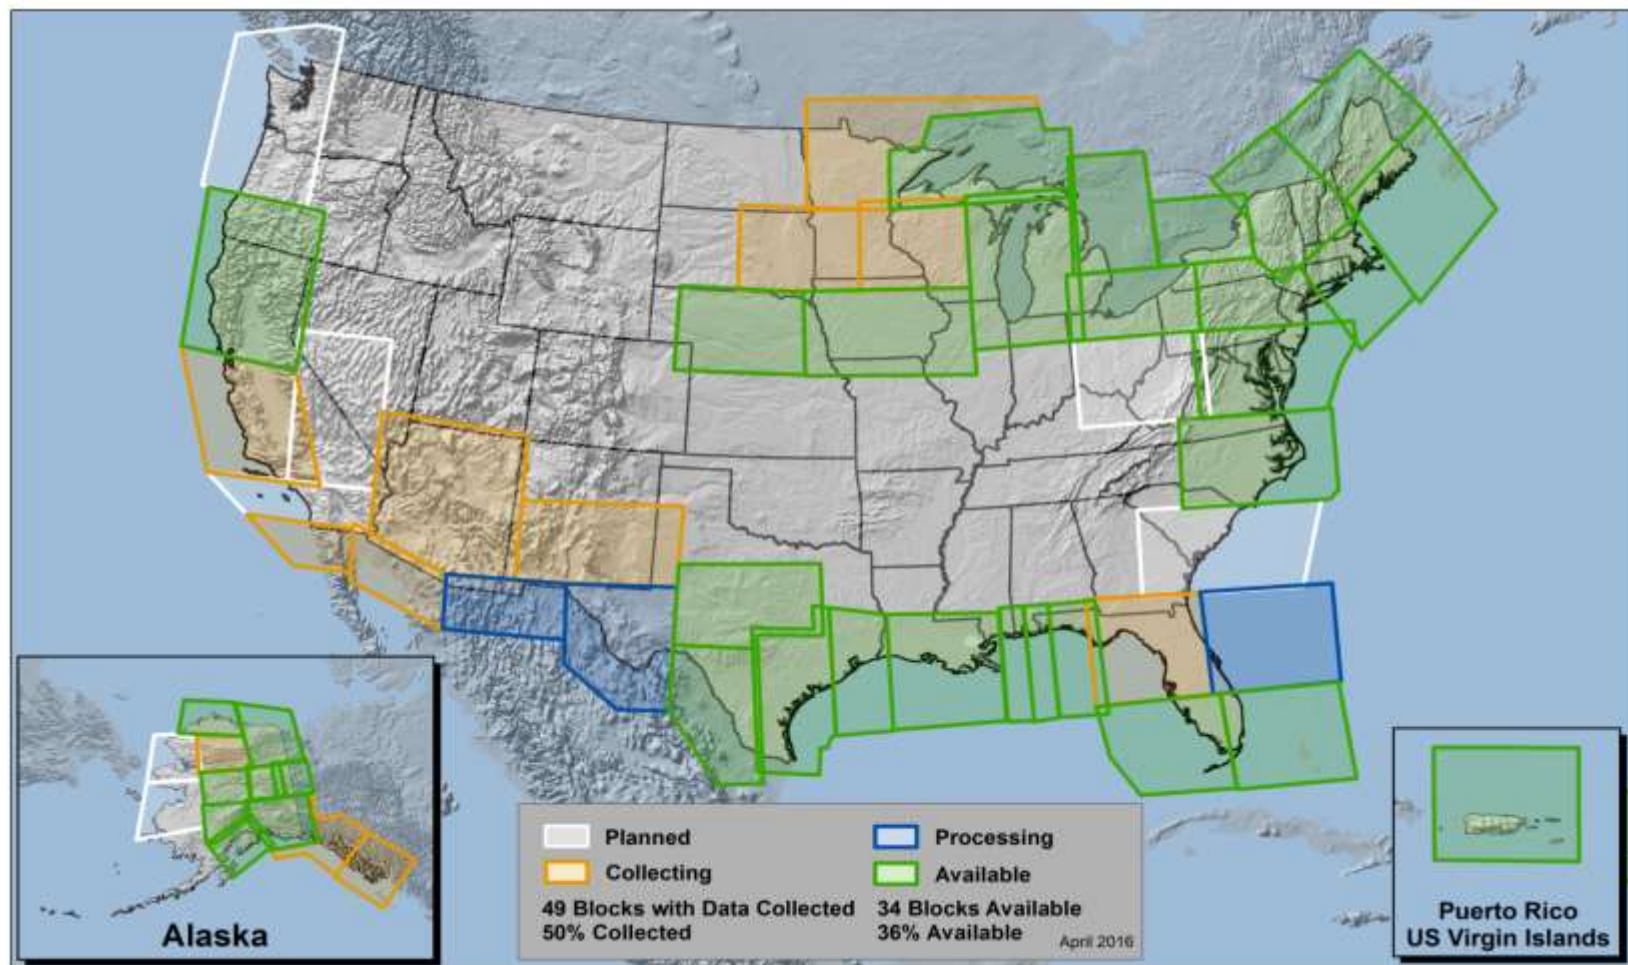 Alaska
Planned
Processing
Collecting
Available
49 Blocks with Data Collected
50% Collected
34 Blocks Available
36% Available
April 2016
Puerto Rico
US Virgin Islands